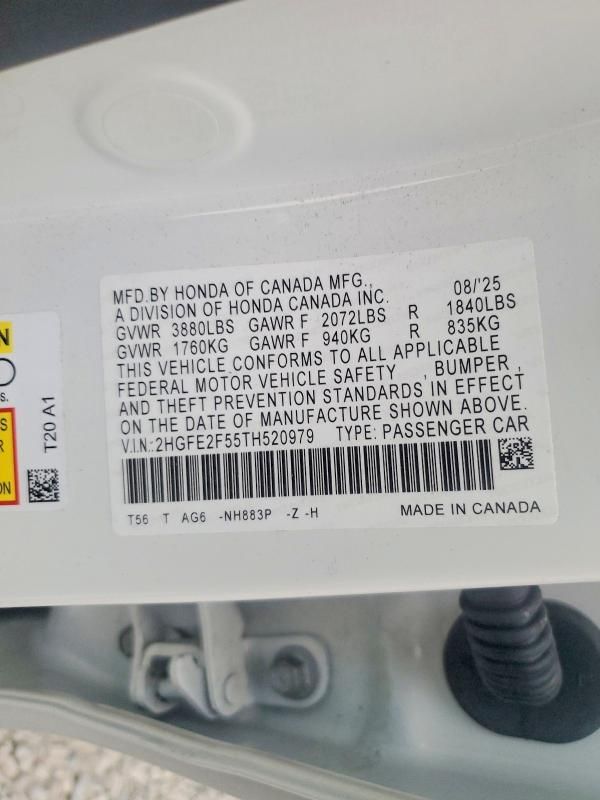 MFD.BY HONDA OF CANADA MFG., 08/'25
A DIVISION OF HONDA CANADA INC.
GVWR 3880LBS GAWR F 2072LBS R 1840LBS
GVWR 1760KG GAWR F 940KG R 835KG
THIS VEHICLE CONFORMS TO ALL APPLICABLE
FEDERAL MOTOR VEHICLE SAFETY , BUMPER ,
AND THEFT PREVENTION STANDARDS IN EFFECT
ON THE DATE OF MANUFACTURE SHOWN ABOVE.
V.I.N.:2HGFE2F55TH520979 TYPE: PASSENGER CAR
T56 T AG6 -NH883P -Z -H MADE IN CANADA
T20 A1